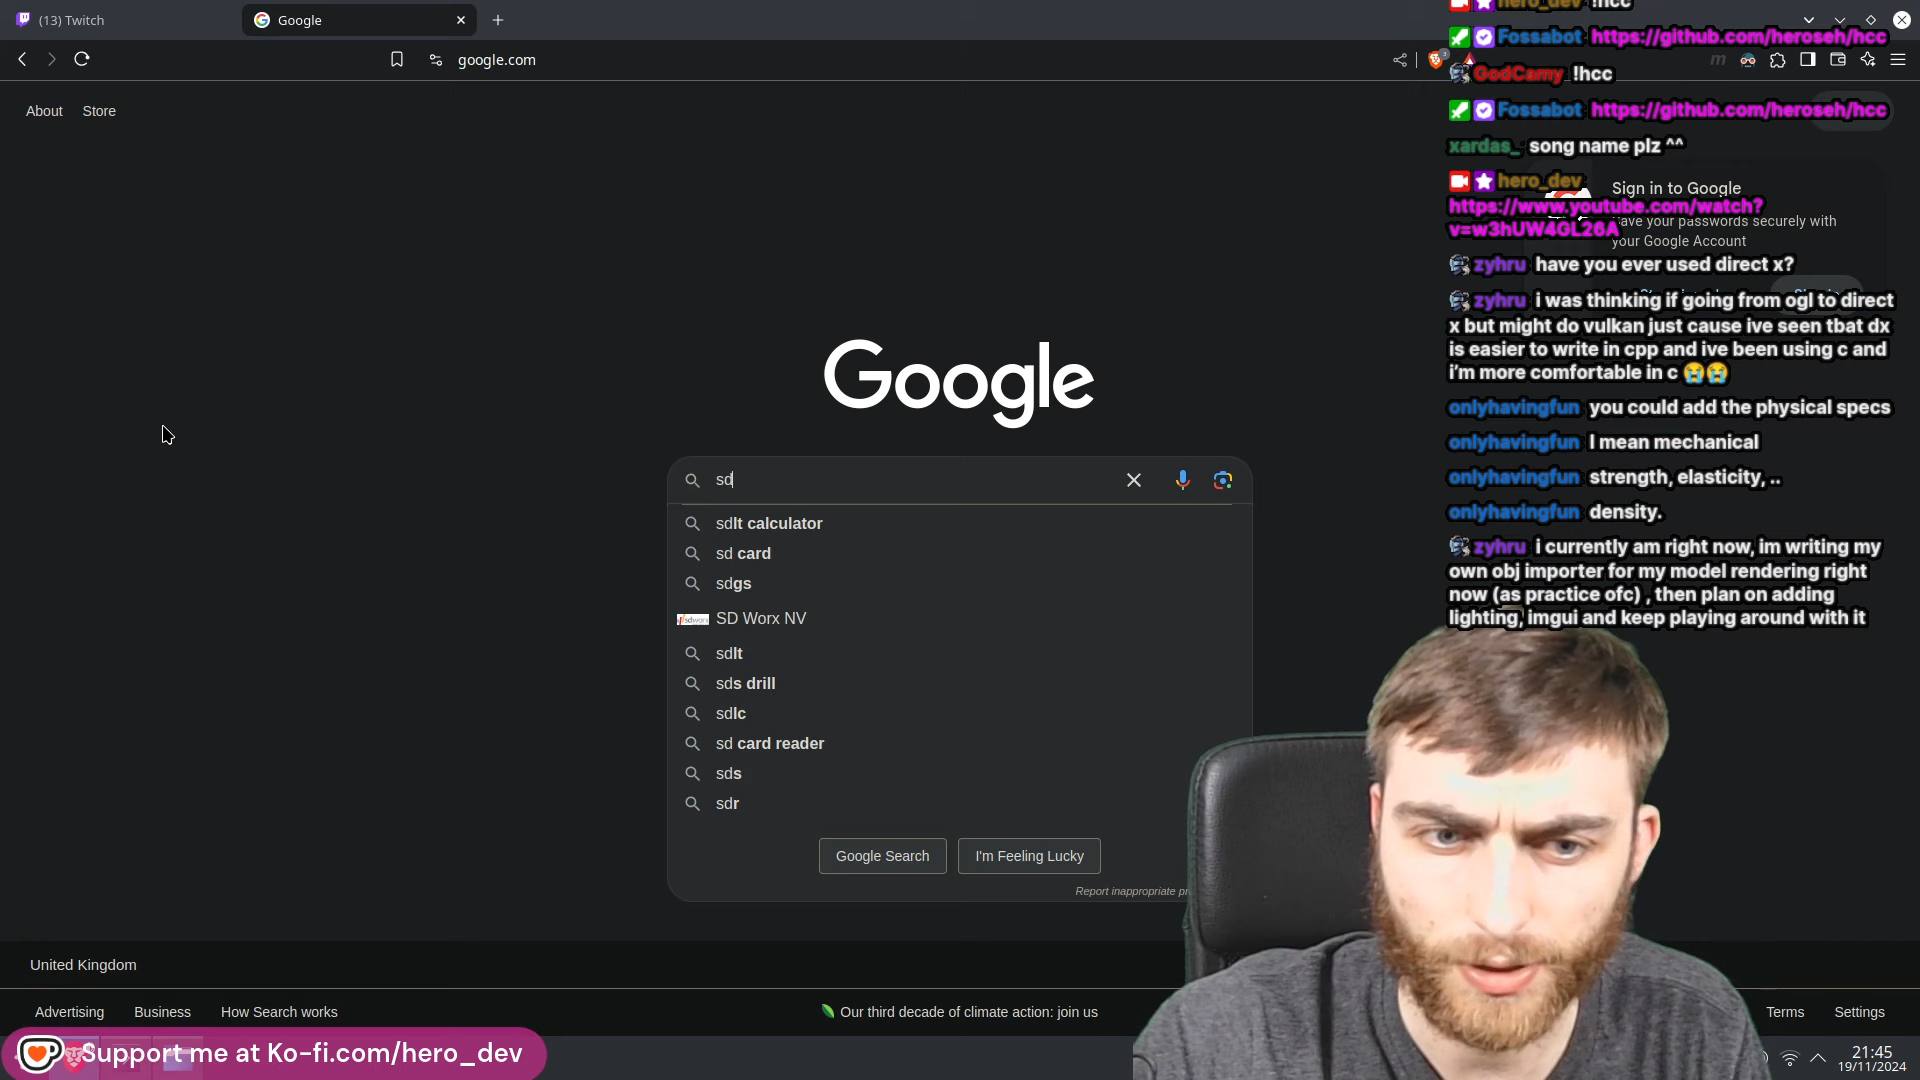 (13) Twitch
Google
google.com
About
Store
hero_dev !hcc
Fossabot https://github.com/heroseh/hcc
GodCamy !hcc
Fossabot https://github.com/heroseh/hcc
xardas_ song name plz ^^
hero_dev
https://www.youtube.com/watch?
v=w3hUW4GL26A
Sign in to Google
your passwords securely with
your Google Account
zyhru have you ever used direct x?
zyhru i was thinking if going from ogl to direct
x but might do vulkan just cause ive seen tbat dx
is easier to write in cpp and ive been using c and
i'm more comfortable in c 😭😭
onlyhavingfun you could add the physical specs
onlyhavingfun I mean mechanical
onlyhavingfun strength, elasticity, ..
onlyhavingfun density.
zyhru i currently am right now, im writing my
own obj importer for my model rendering right
now (as practice ofc) , then plan on adding
lighting, imgui and keep playing around with it
Google
sd
sdlt calculator
sd card
sdgs
SD Worx NV
sdlt
sds drill
sdlc
sd card reader
sds
sdr
Google Search
I'm Feeling Lucky
Report inappropriate
United Kingdom
Advertising
Business
How Search works
Our third decade of climate action: join us
Terms
Settings
Support me at Ko-fi.com/hero_dev
21:45
19/11/2024